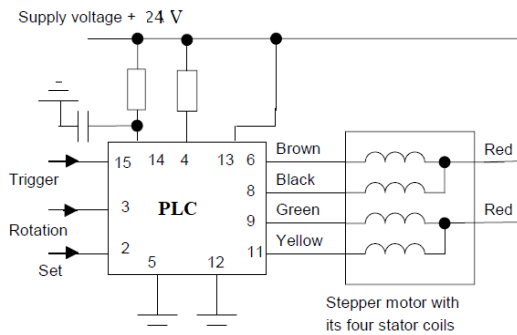 Supply voltage + 24 V
Brown
Red
15 14 4 13 6
Trigger
Black
8
3 PLC
Green
Red
9
Rotation
Yellow
2 11
Set
5 12
Stepper motor with
its four stator coils